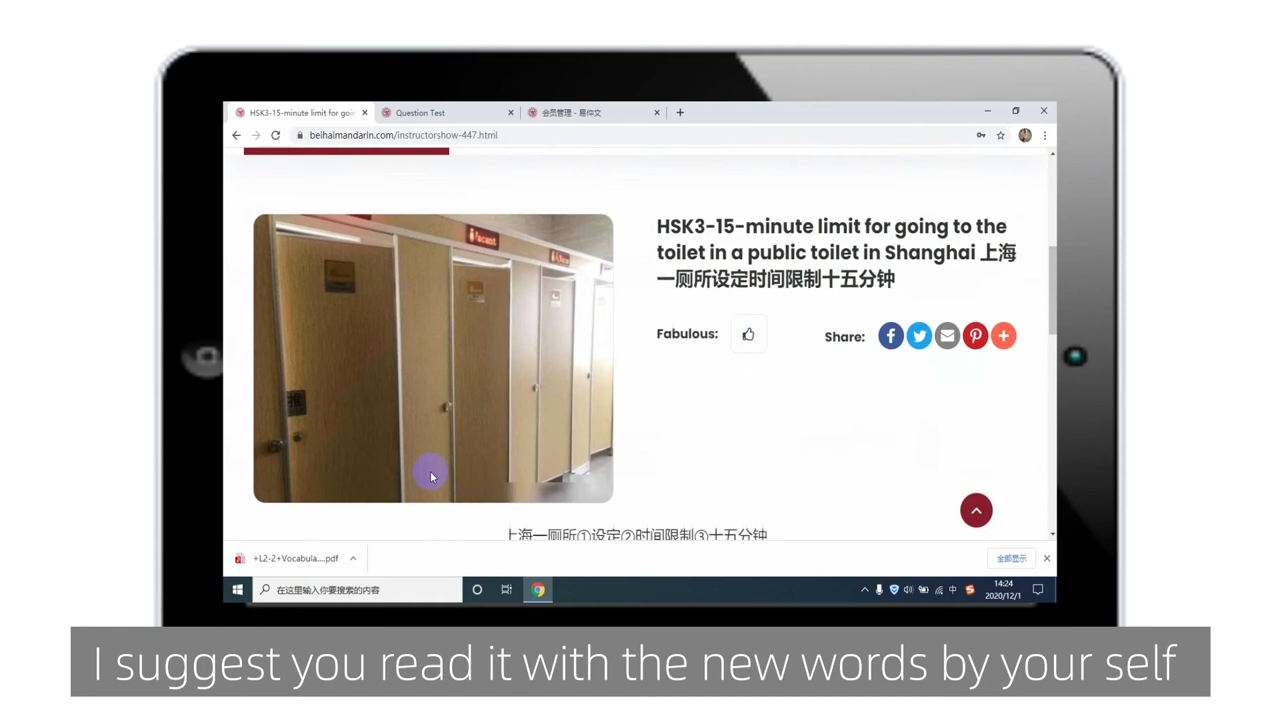 HSK3-15-minute limit for goin
Question Test
会员管理 - 易仲文
beihaimandarin.com/instructorshow-447.html
HSK3-15-minute limit for going to the
toilet in a public toilet in Shanghai 上海
一厕所设定时间限制十五分钟
Fabulous:
Share:
推
上海一厕所①设定②时间限制③十五分钟
+L2-2+Vocabula....pdf
全部显示
在这里输入你要搜索的内容
中
14:24
2020/12/1
I suggest you read it with the new words by your self